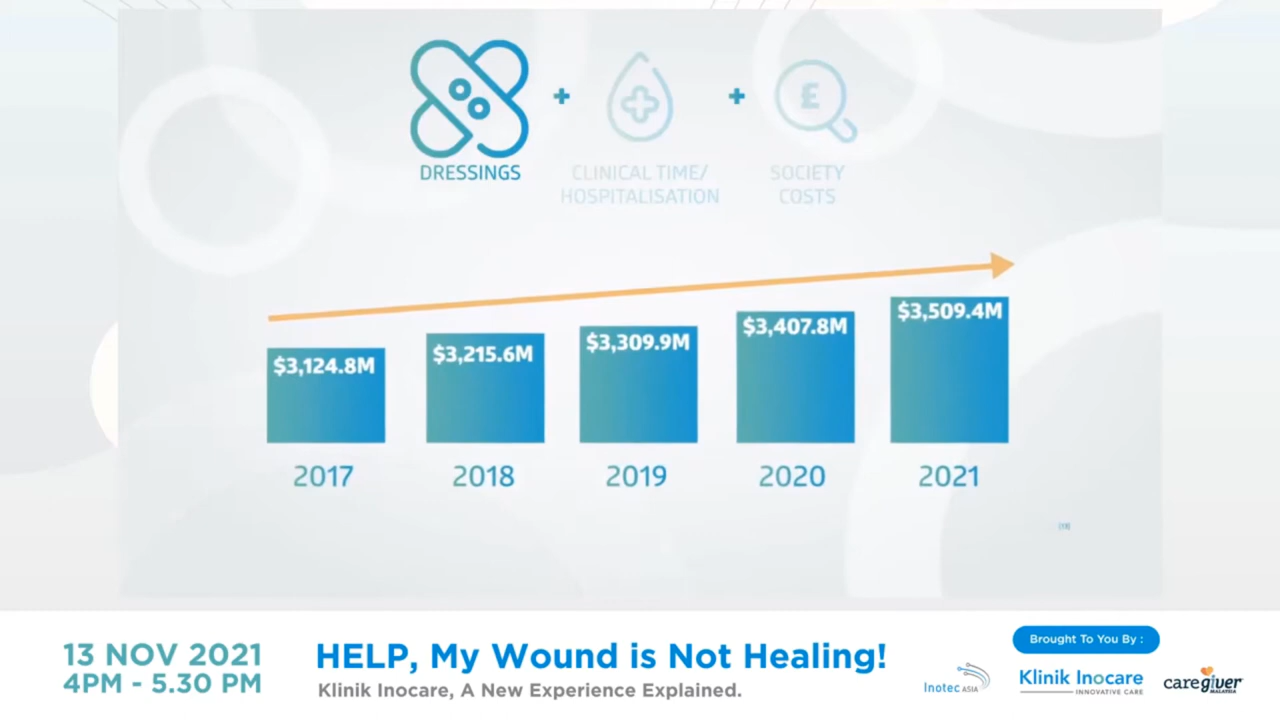 £
DRESSINGS
CLINICAL TIME/
HOSPITALISATION
SOCIETY
COSTS
$3,124.8M
$3,215.6M
$3,309.9M
$3,407.8M
$3,509.4M
2017
2018
2019
2020
2021
13 NOV 2021
4PM - 5.30 PM
HELP, My Wound is Not Healing!
Klinik Inocare, A New Experience Explained.
Brought To You By :
Inotec ASIA
Klinik Inocare
INNOVATIVE CARE
caregiver
MALAYSIA